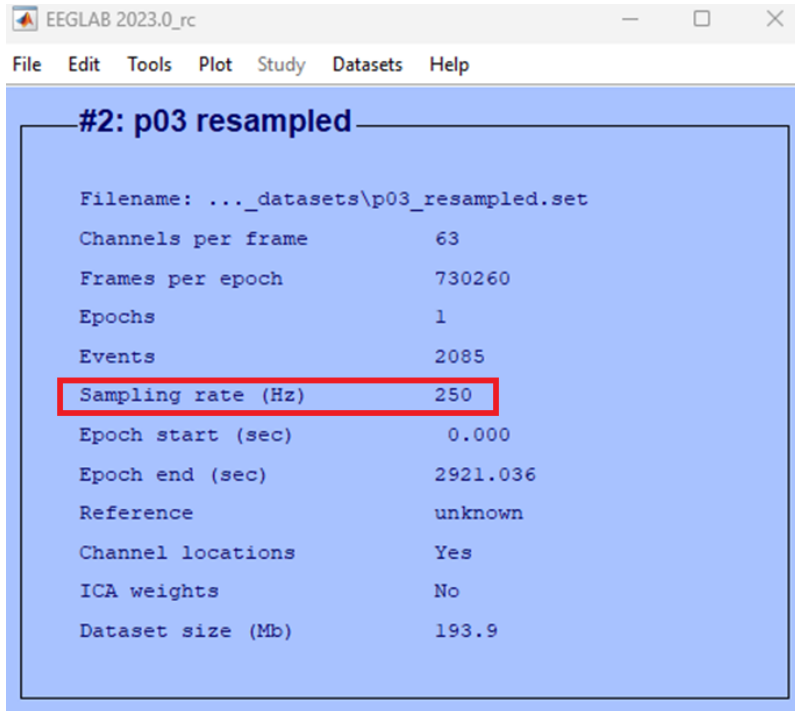 EEGLAB 2023.0_rc
File Edit Tools Plot Study Datasets Help
#2: p03 resampled
Filename: ..._datasets\p03_resampled.set
Channels per frame 63
Frames per epoch 730260
Epochs 1
Events 2085
Sampling rate (Hz) 250
Epoch start (sec) 0.000
Epoch end (sec) 2921.036
Reference unknown
Channel locations Yes
ICA weights No
Dataset size (Mb) 193.9